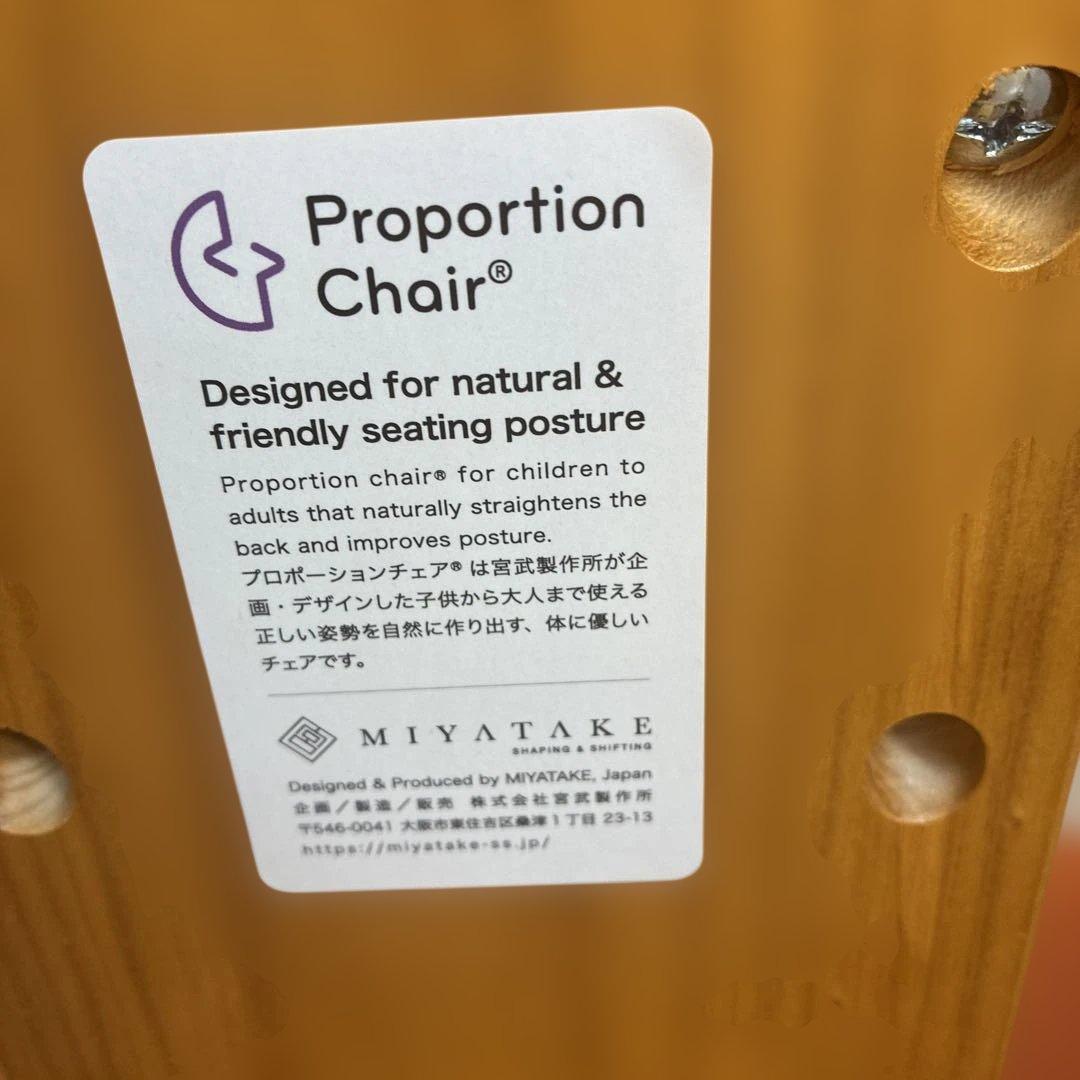 Proportion
Chair®
Designed for natural &
friendly seating posture
Proportion chair® for children to
adults that naturally straightens the
back and improves posture.
プロポーションチェア® は宮武製作所が企
画・デザインした子供から大人まで使える
正しい姿勢を自然に作り出す、体に優しい
チェアです。
MIYATAKE
SHAPING & SHIFTING
Designed & Produced by MIYATAKE, Japan
企画／製造／販売 株式会社宮武製作所
〒546-0041 大阪市東住吉区桑津1丁目 23-13
https://miyatake-ss.jp/